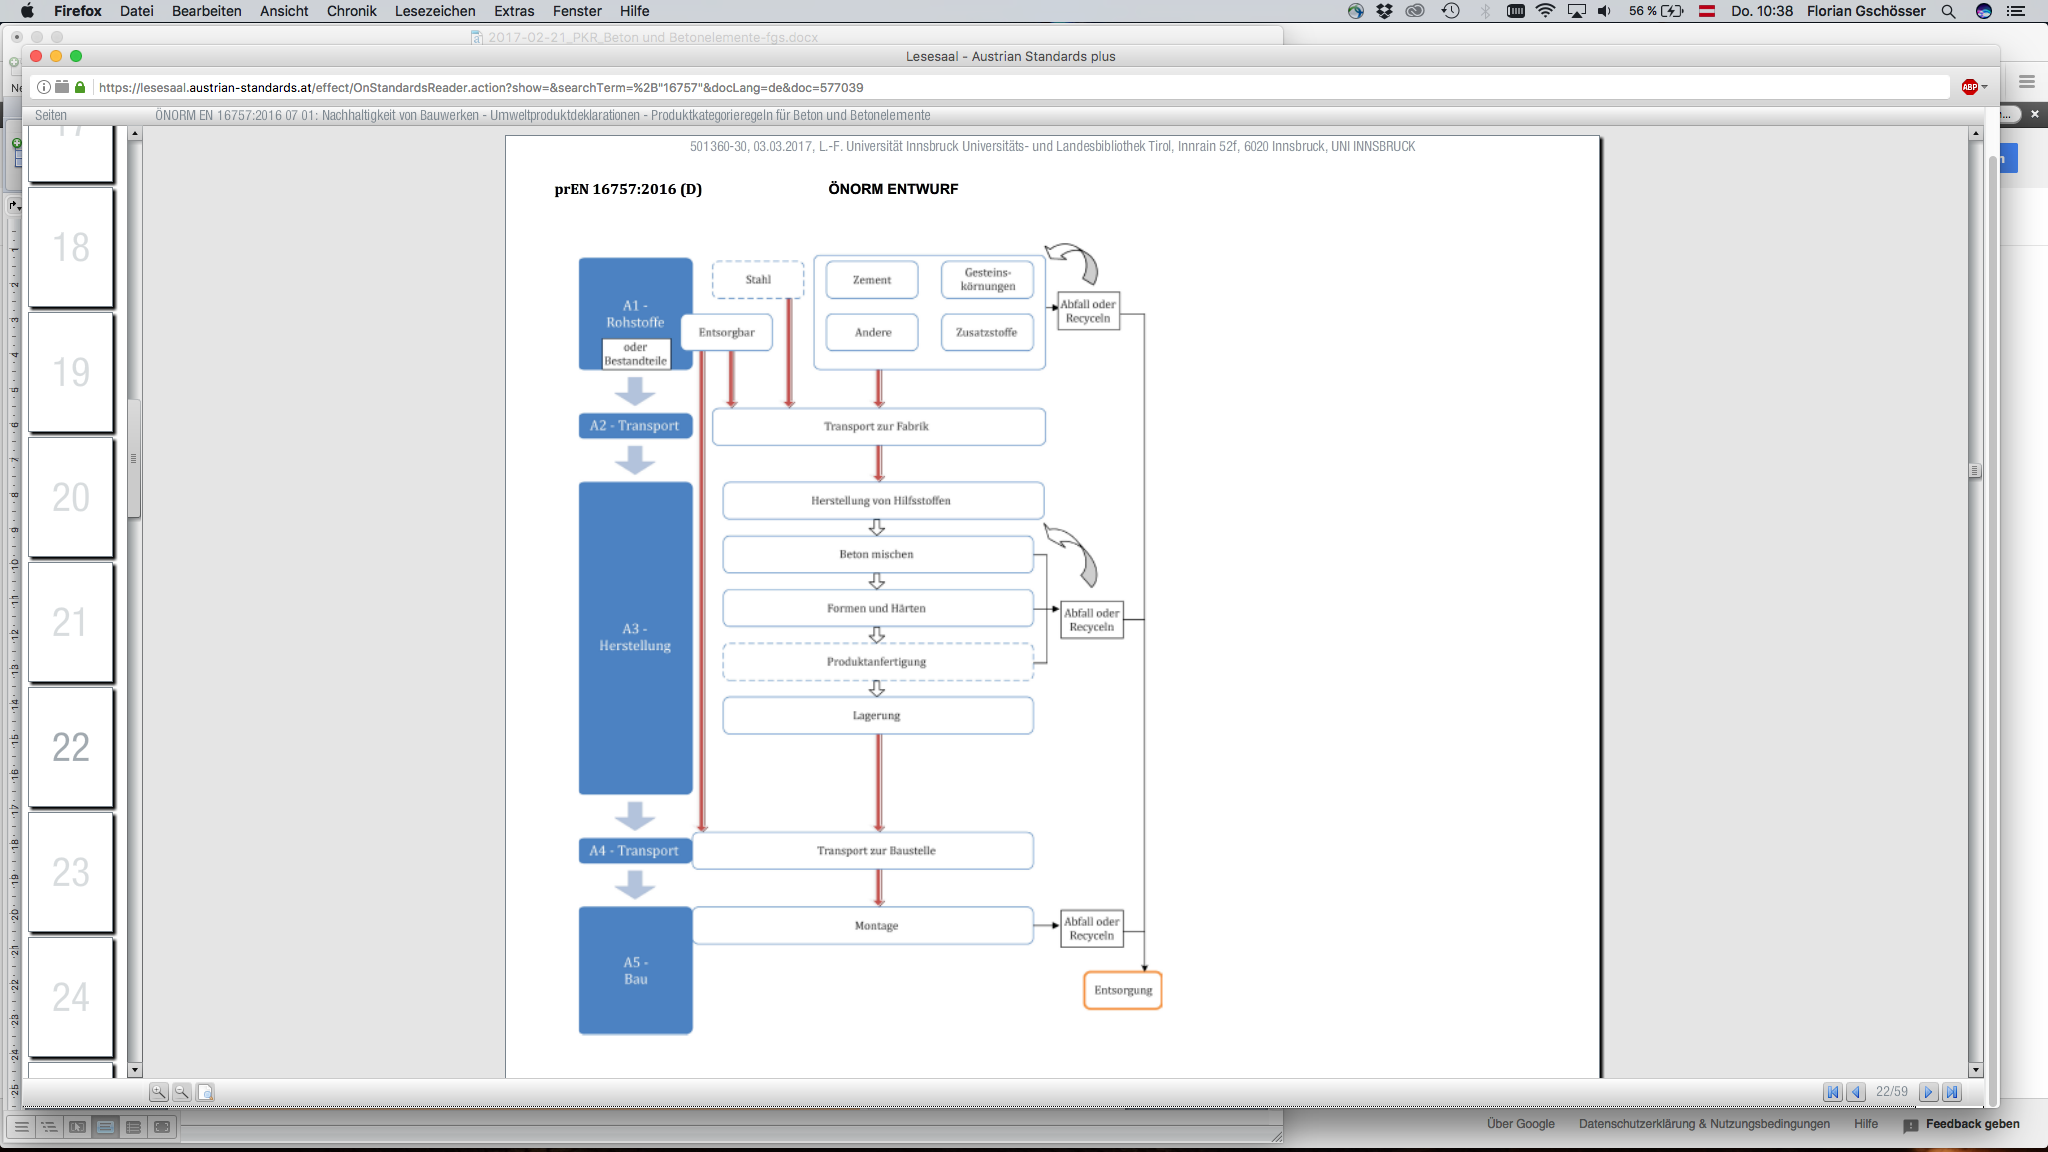 Firefox Datei Bearbeiten Ansicht Chronik Lesezeichen Extras Fenster Hilfe
56 % Do. 10:38 Florian Gschösser
2017-02-21_PKR_Beton und Betonelemente-fgs.docx
Lesesaal - Austrian Standards plus
https://lesesaal.austrian-standards.at/effect/OnStandardsReader.action?show=&searchTerm=%2B"16757"&docLang=de&doc=577039
ABP
Seiten
ÖNORM EN 16757:2016 07 01: Nachhaltigkeit von Bauwerken - Umweltproduktdeklarationen - Produktkategorieregeln für Beton und Betonelemente
501360-30, 03.03.2017, L.-F. Universität Innsbruck Universitäts- und Landesbibliothek Tirol, Innrain 52f, 6020 Innsbruck, UNI INNSBRUCK
prEN 16757:2016 (D)
ÖNORM ENTWURF
17
18
19
20
21
22
23
24
A1 -
Rohstoffe
oder
Bestandteile
Stahl
Entsorgbar
Zement
Gesteins-
körnungen
Andere
Zusatzstoffe
Abfall oder
Recyceln
A2 - Transport
Transport zur Fabrik
A3 -
Herstellung
Herstellung von Hilfsstoffen
Beton mischen
Formen und Härten
Produktanfertigung
Lagerung
Abfall oder
Recyceln
A4 - Transport
Transport zur Baustelle
A5 -
Bau
Montage
Abfall oder
Recyceln
Entsorgung
22/59
Über Google
Datenschutzerklärung & Nutzungsbedingungen
Hilfe
Feedback geben